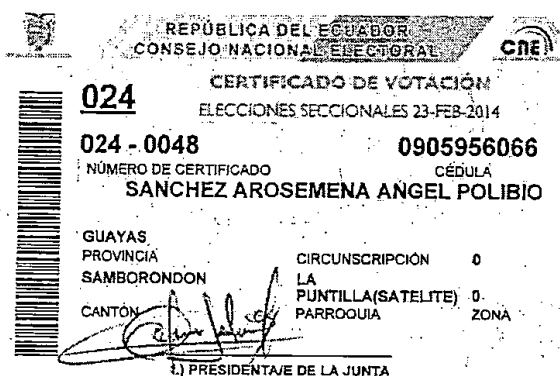 REPÚBLICA DEL ECUADOR
CONSEJO NACIONAL ELECTORAL
CNE
CERTIFICADO DE VOTACIÓN
024
ELECCIONES SECCIONALES 23-FEB-2014
024 - 0048 0905956066
NÚMERO DE CERTIFICADO CÉDULA
SANCHEZ AROSEMENA ANGEL POLIBIO
GUAYAS
PROVINCIA CIRCUNSCRIPCIÓN 0
SAMBORONDON LA
PUNTILLA(SATELITE) 0
CANTÓN PARROQUIA ZONA
) PRESIDENTA/E DE LA JUNTA